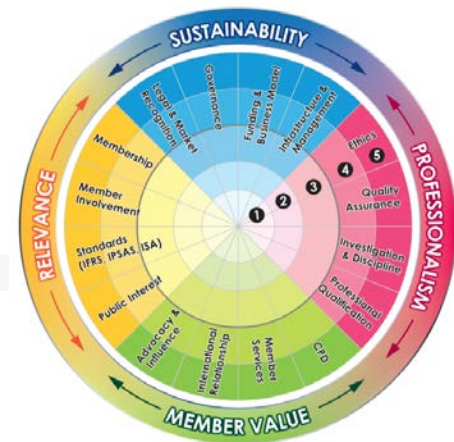 SUSTAINABILITY
Legal & Market
Recognition
Governance
Funding &
Business Model
Infrastructure &
Management
Ethics
Quality
Assurance
Investigation
& Discipline
Professional
Qualification
PROFESSIONALISM
CPD
Member
Services
International
Relationship
Advocacy &
Influence
MEMBER VALUE
Public Interest
Standards
(IFRS, IPSAS, ISA)
Member
Involvement
Membership
RELEVANCE
1
2
3
4
5